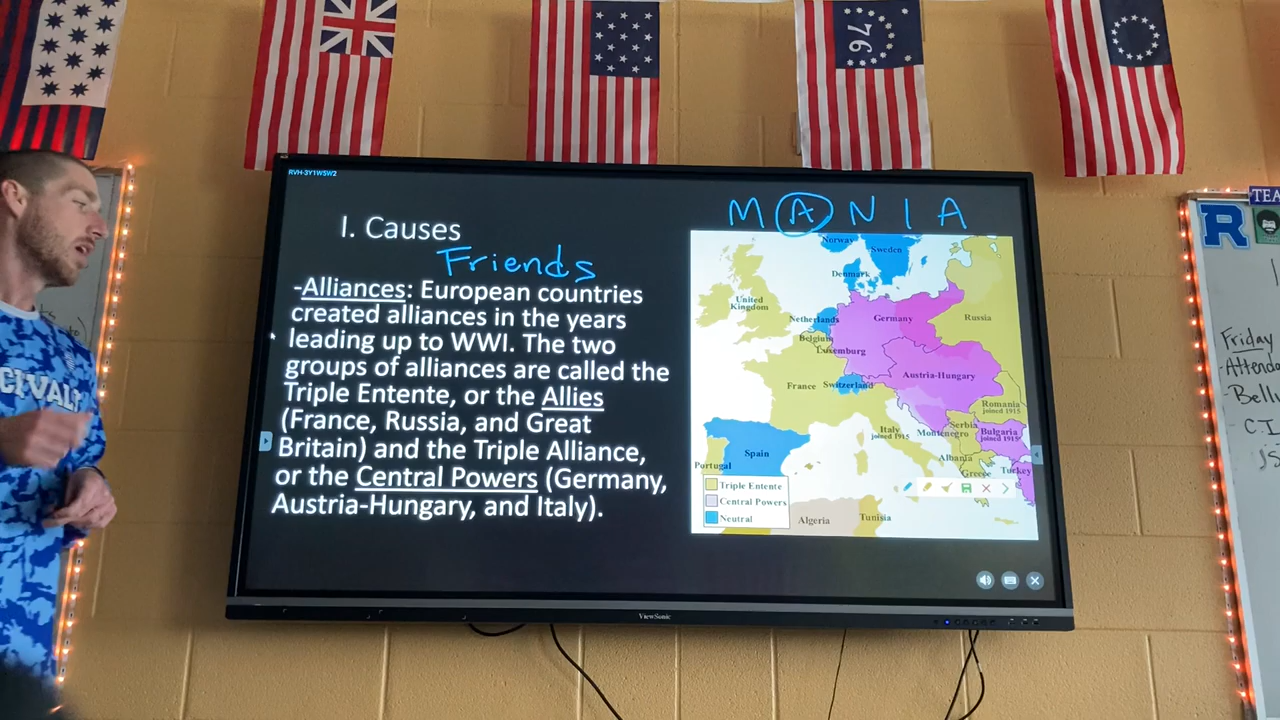 76
RVH-3Y1W5W2
M A N I A
I. Causes
Friends
-Alliances: European countries
created alliances in the years
leading up to WWI. The two
groups of alliances are called the
Triple Entente, or the Allies
(France, Russia, and Great
Britain) and the Triple Alliance,
or the Central Powers (Germany,
Austria-Hungary, and Italy).
Norway
Sweden
Denmark
United
Kingdom
Netherlands
Germany
Russia
Belgium
Luxemburg
France
Switzerland
Austria-Hungary
Romania
joined 1915
Italy
joined 1915
Serbia
Montenegro
Bulgaria
joined 1915
Albania
Greece
Turkey
Spain
Portugal
Algeria
Tunisia
Triple Entente
Central Powers
Neutral
ViewSonic
CIVALT
TEA
R
Friday